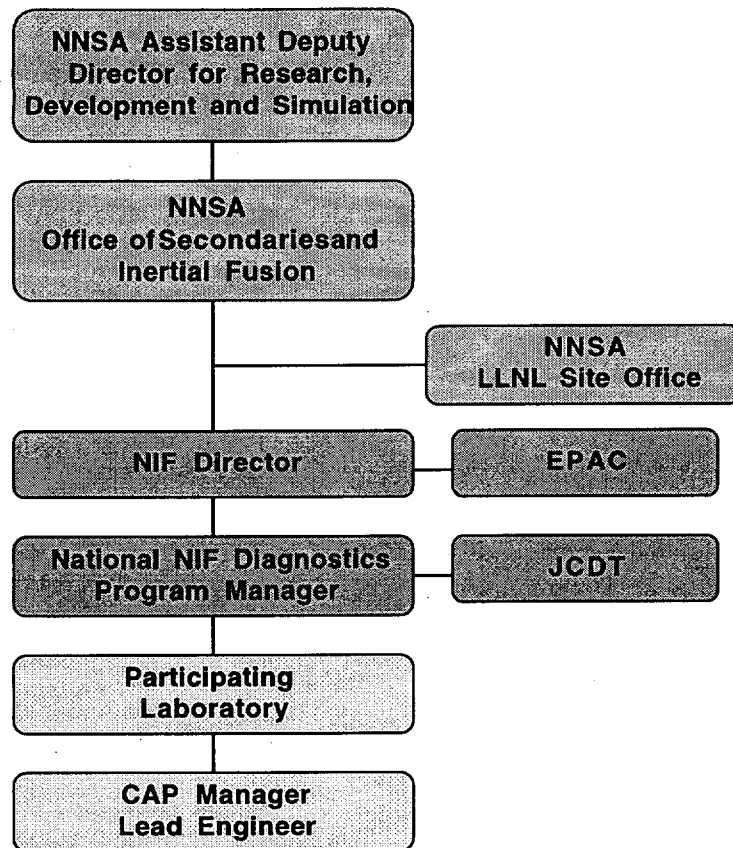 NNSA Assistant Deputy
Director for Research,
Development and Simulation
NNSA
Office of Secondaries and
Inertial Fusion
NNSA
LLNL Site Office
NIF Director
EPAC
National NIF Diagnostics
Program Manager
JCDT
Participating
Laboratory
CAP Manager
Lead Engineer